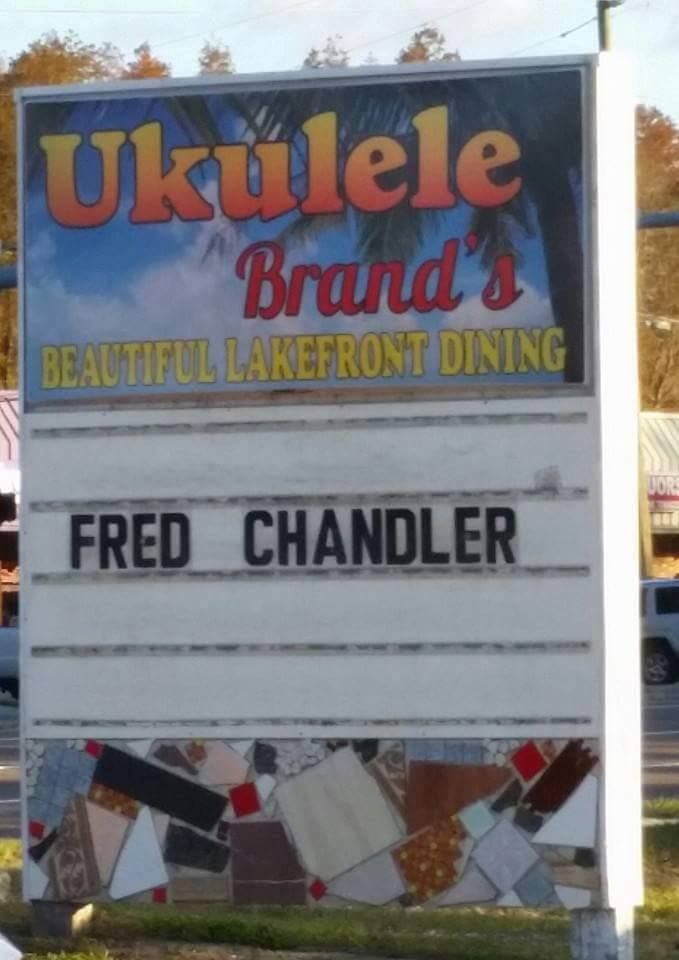 Ukulele
Brand's
BEAUTIFUL LAKEFRONT DINING
FRED CHANDLER